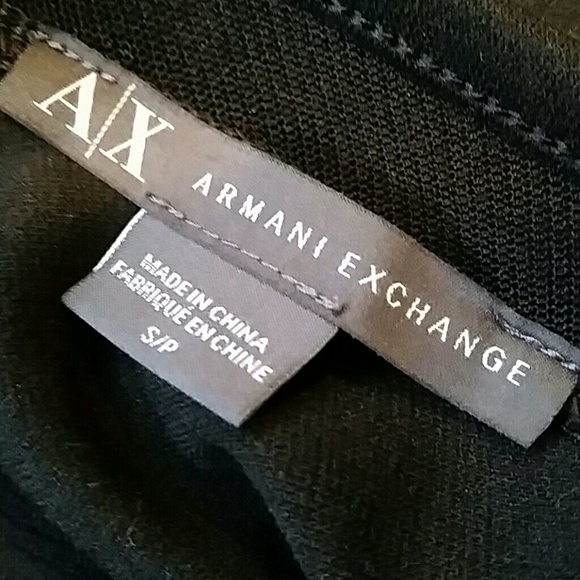 A|X ARMANI EXCHANGE
MADE IN CHINA
FABRIQUÉ EN CHINE
S/P